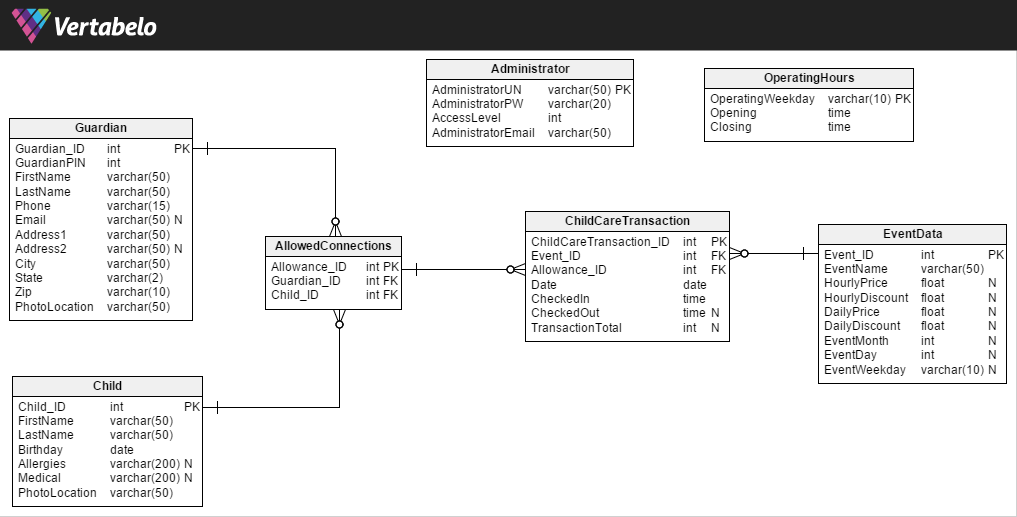 Vertabelo
Administrator
AdministratorUN varchar(50) PK
AdministratorPW varchar(20)
AccessLevel int
AdministratorEmail varchar(50)
OperatingHours
OperatingWeekday varchar(10) PK
Opening time
Closing time
Guardian
Guardian_ID int PK
GuardianPIN int
FirstName varchar(50)
LastName varchar(50)
Phone varchar(15)
Email varchar(50) N
Address1 varchar(50)
Address2 varchar(50) N
City varchar(50)
State varchar(2)
Zip varchar(10)
PhotoLocation varchar(50)
AllowedConnections
Allowance_ID int PK
Guardian_ID int FK
Child_ID int FK
ChildCareTransaction
ChildCareTransaction_ID int PK
Event_ID int FK
Allowance_ID int FK
Date date
CheckedIn time
CheckedOut time N
TransactionTotal int N
EventData
Event_ID int PK
EventName varchar(50)
HourlyPrice float N
HourlyDiscount float N
DailyPrice float N
DailyDiscount float N
EventMonth int N
EventDay int N
EventWeekday varchar(10) N
Child
Child_ID int PK
FirstName varchar(50)
LastName varchar(50)
Birthday date
Allergies varchar(200) N
Medical varchar(200) N
PhotoLocation varchar(50)